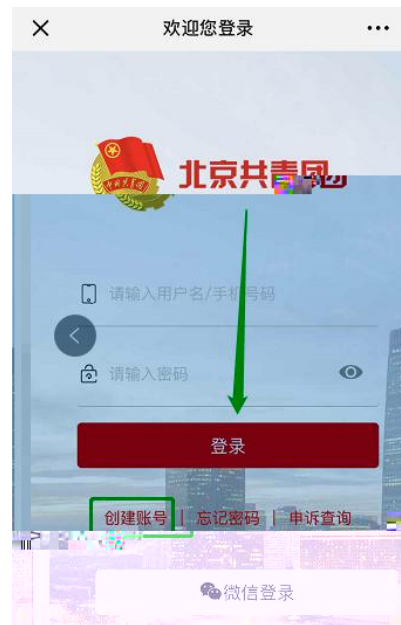 欢迎您登录
北京共青团
请输入用户名/手机号码
请输入密码
登录
创建账号 | 忘记密码 | 申诉查询
微信登录